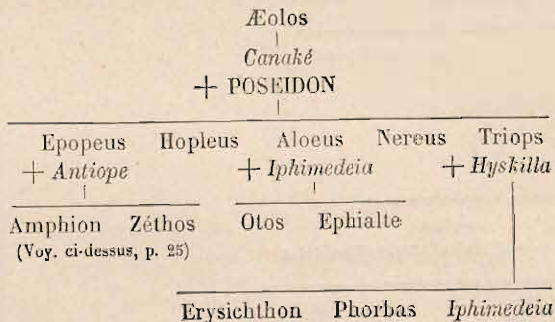 Æolos
Canaké
+ POSEIDON
Epopeus Hopleus Aloeus Nereus Triops
+ Antiope + Iphimedeia + Hyskilla
Amphion Zéthos Otos Ephialte
(Voy. ci-dessus, p. 25)
Erysichthon Phorbas Iphimedeia